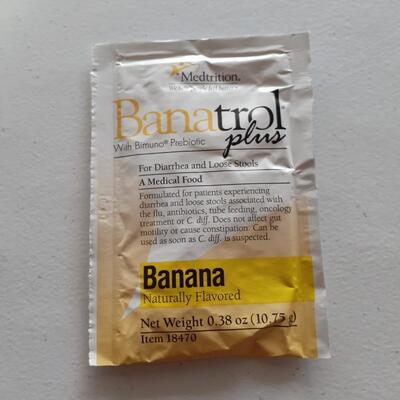 Medtrition.
Banatrol®
plus
With Bimuno® Prebiotic
For Diarrhea and Loose Stools
A Medical Food
Formulated for patients experiencing
diarrhea and loose stools associated with
the flu, antibiotics, tube feeding, oncology
treatment or C. diff. Does not affect gut
motility or cause constipation. Can be
used as soon as C. diff. is suspected.
Banana
Naturally Flavored
Net Weight 0.38 oz (10.75 g)
Item 18470